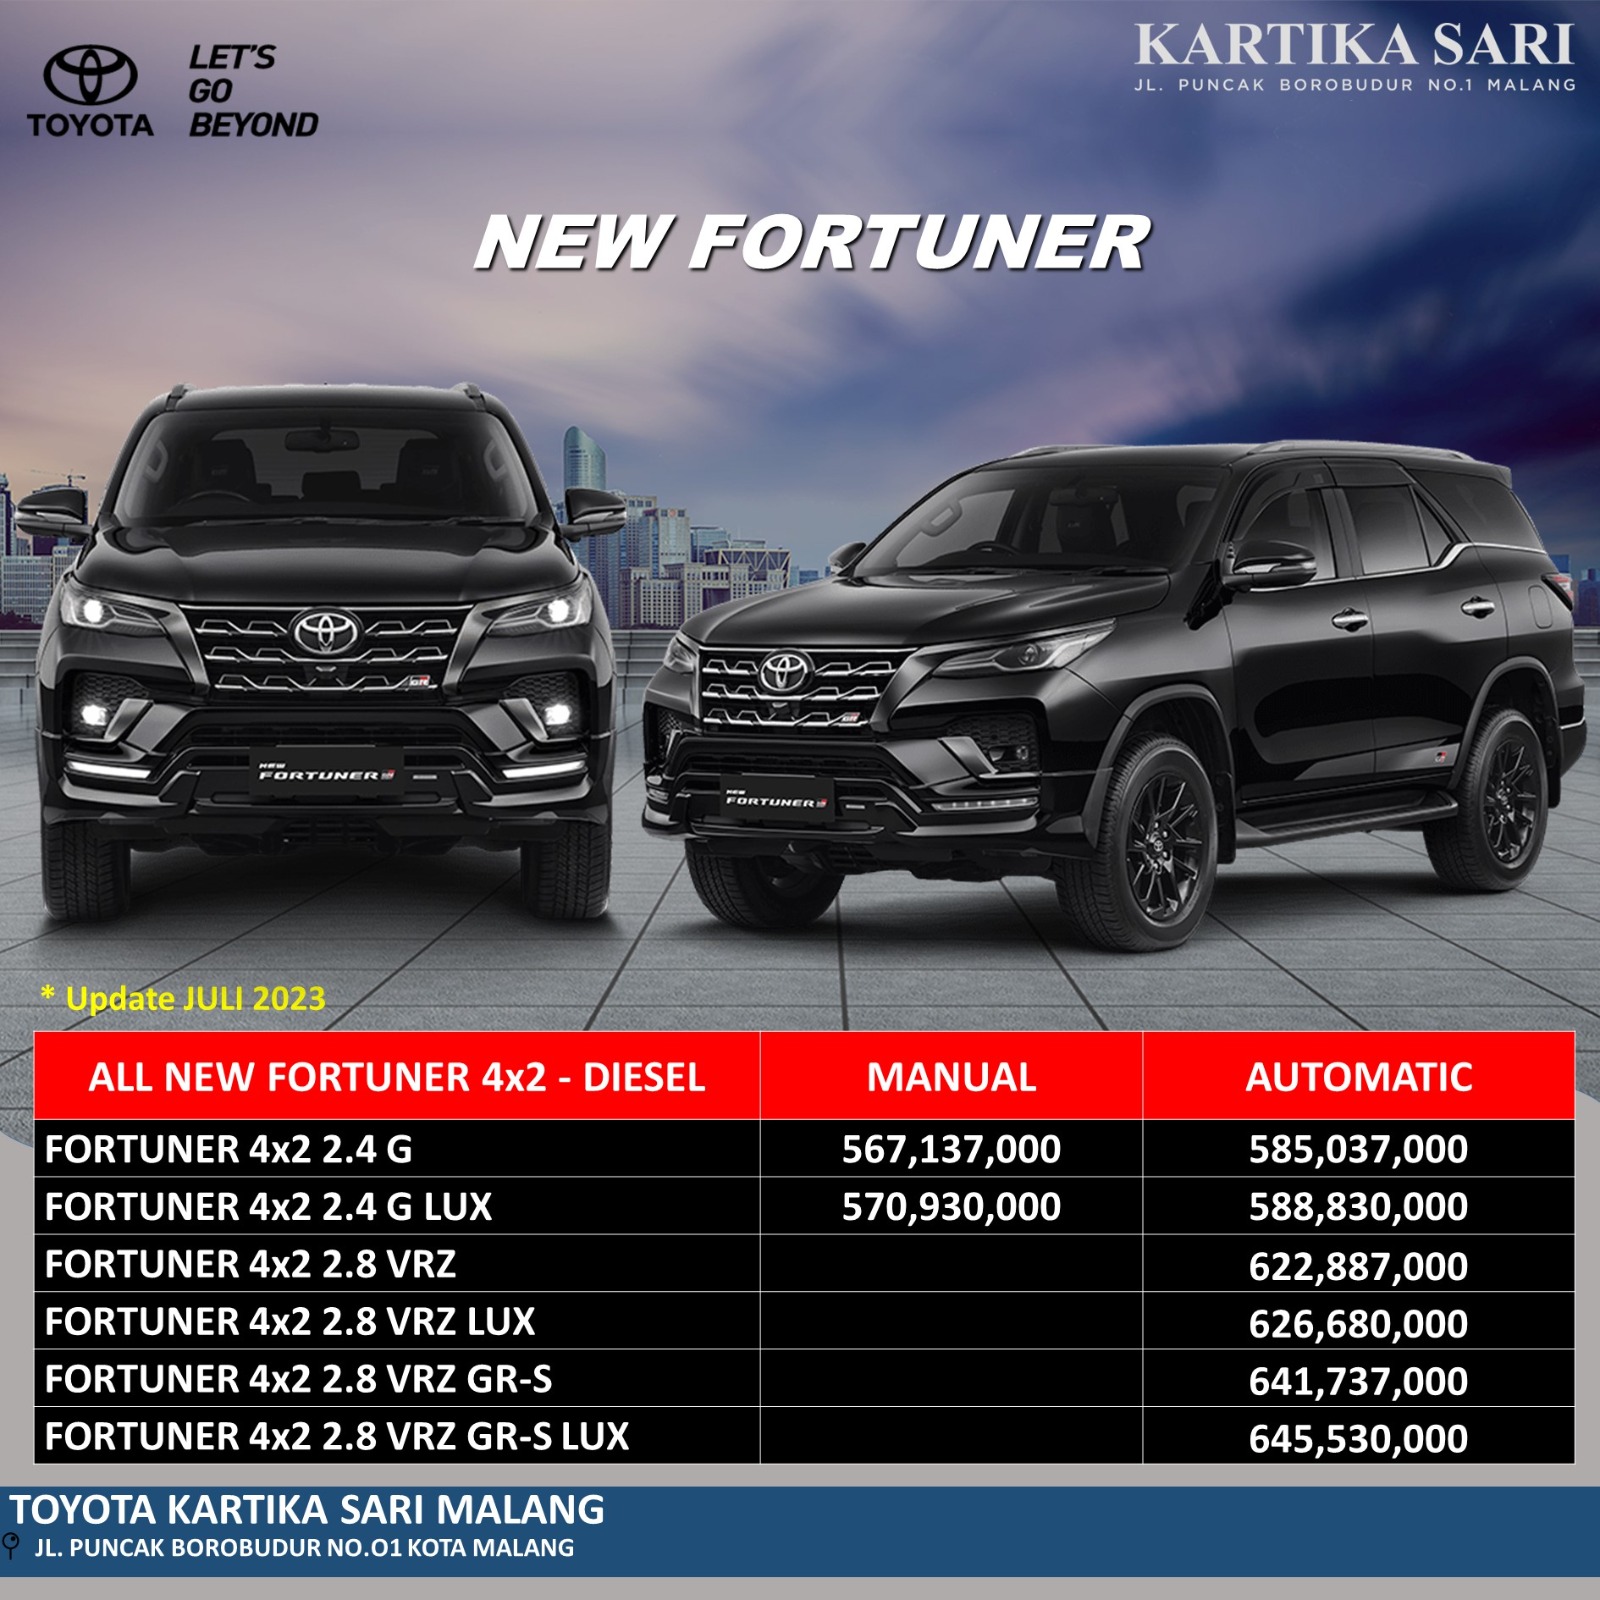 TOYOTA
LET'S
GO
BEYOND
KARTIKA SARI
JL. PUNCAK BOROBUDUR NO.1 MALANG
NEW FORTUNER
GR
NEW
FORTUNER
GR
NEW
FORTUNER
* Update JULI 2023
ALL NEW FORTUNER 4x2 - DIESEL MANUAL AUTOMATIC
FORTUNER 4x2 2.4 G 567,137,000 585,037,000
FORTUNER 4x2 2.4 G LUX 570,930,000 588,830,000
FORTUNER 4x2 2.8 VRZ 622,887,000
FORTUNER 4x2 2.8 VRZ LUX 626,680,000
FORTUNER 4x2 2.8 VRZ GR-S 641,737,000
FORTUNER 4x2 2.8 VRZ GR-S LUX 645,530,000
TOYOTA KARTIKA SARI MALANG
JL. PUNCAK BOROBUDUR NO.O1 KOTA MALANG